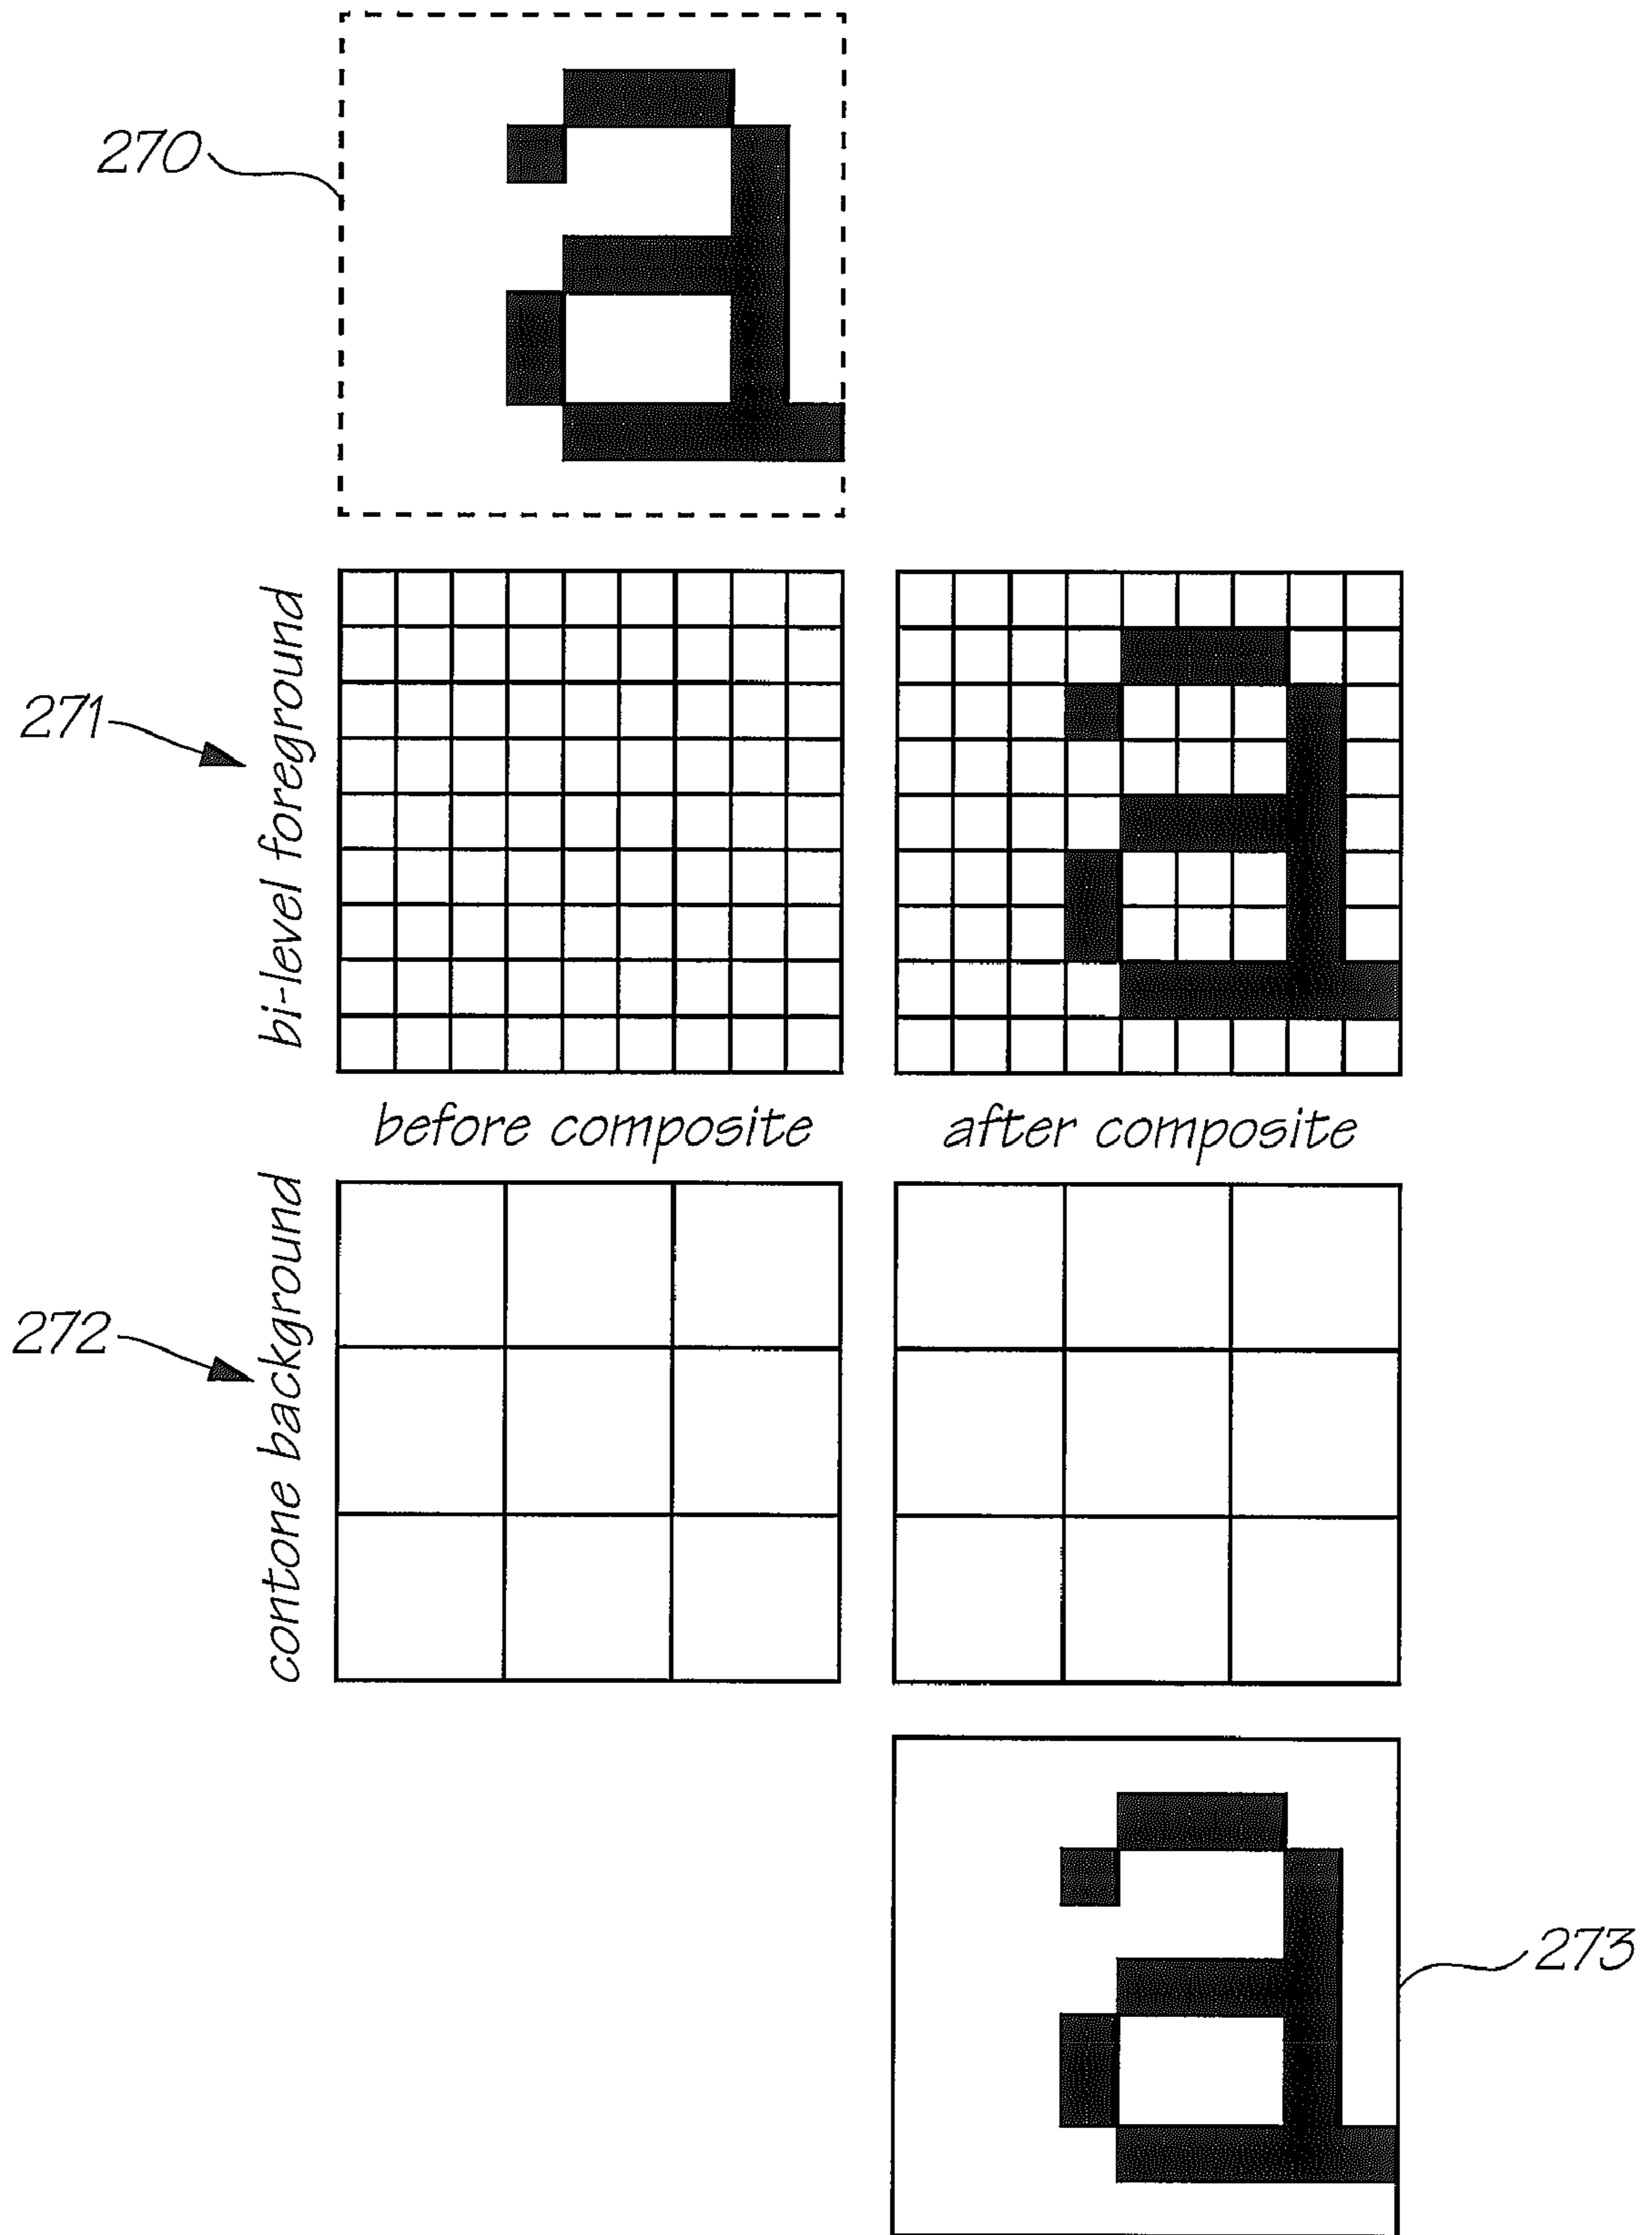 270
271
bi-level foreground
before composite
after composite
272
contone background
273